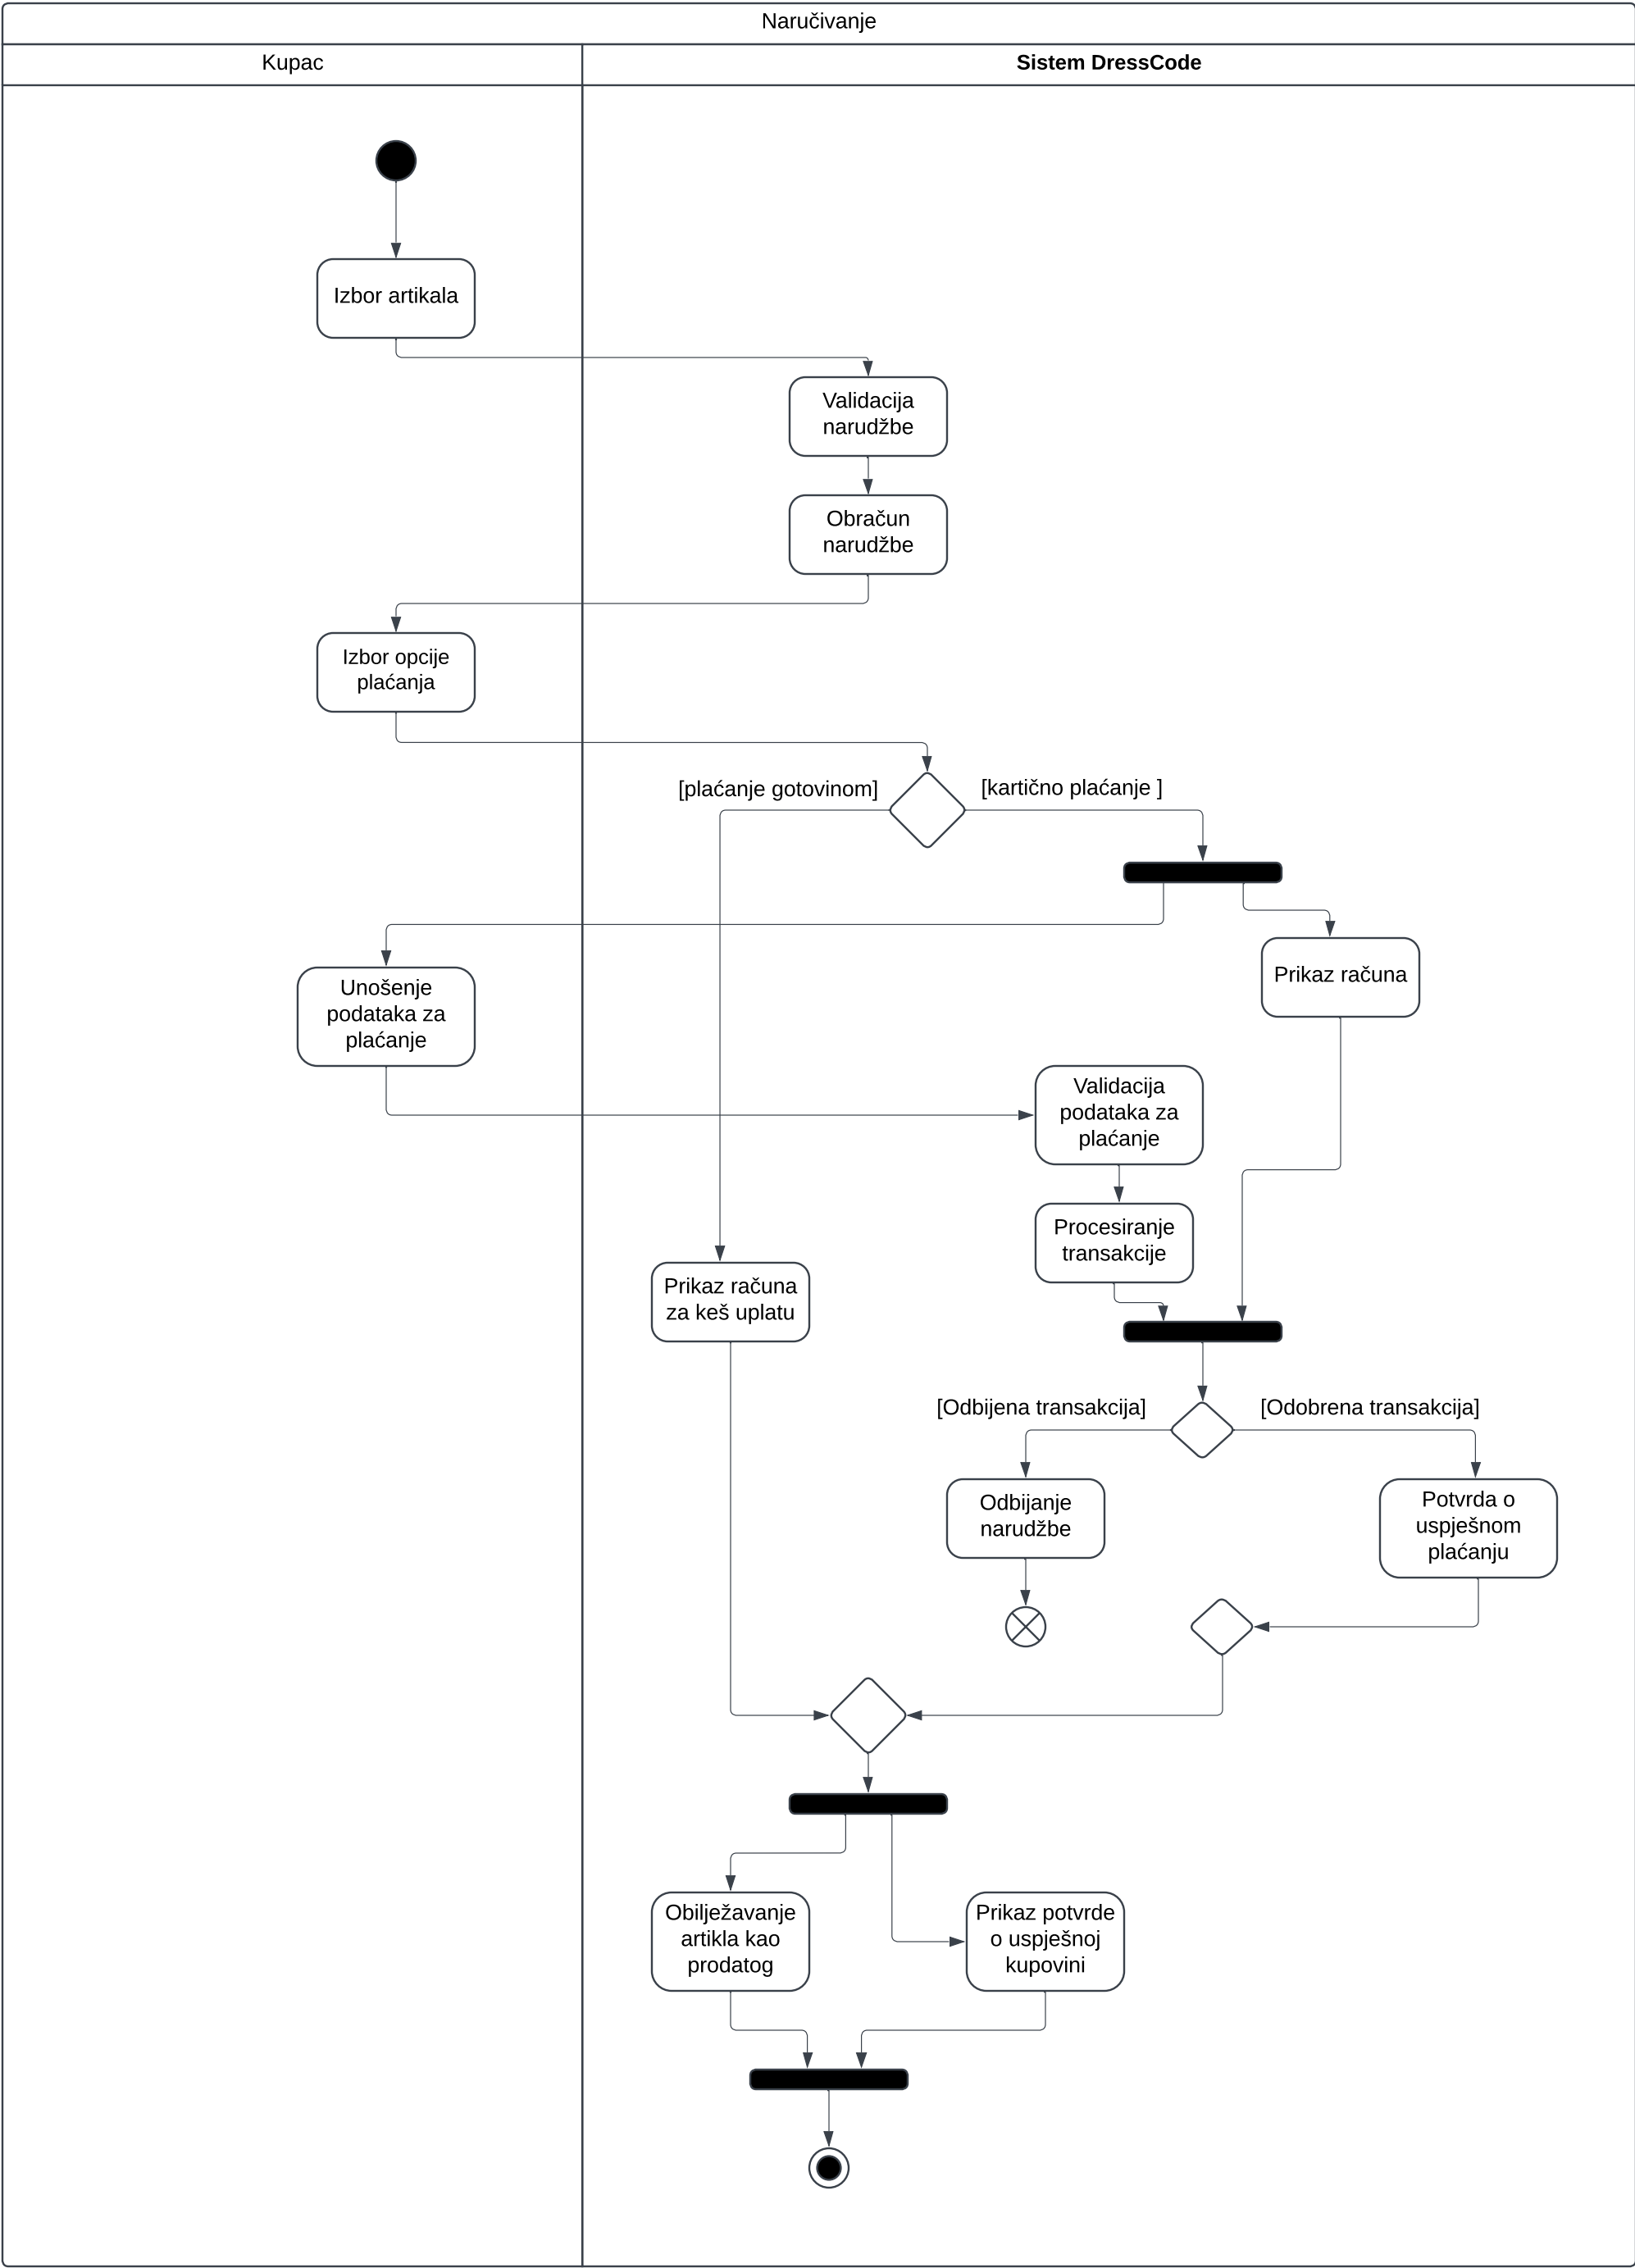 Naručivanje
Kupac
Sistem DressCode
Izbor artikala
Validacija
narudžbe
Obračun
narudžbe
Izbor opcije
plaćanja
[plaćanje gotovinom]
[kartično plaćanje ]
Prikaz računa
Unošenje
podataka za
plaćanje
Validacija
podataka za
plaćanje
Procesiranje
transakcije
Prikaz računa
za keš uplatu
[Odbijena transakcija]
[Odobrena transakcija]
Odbijanje
narudžbe
Potvrda o
uspješnom
plaćanju
Obilježavanje
artikla kao
prodatog
Prikaz potvrde
o uspješnoj
kupovini